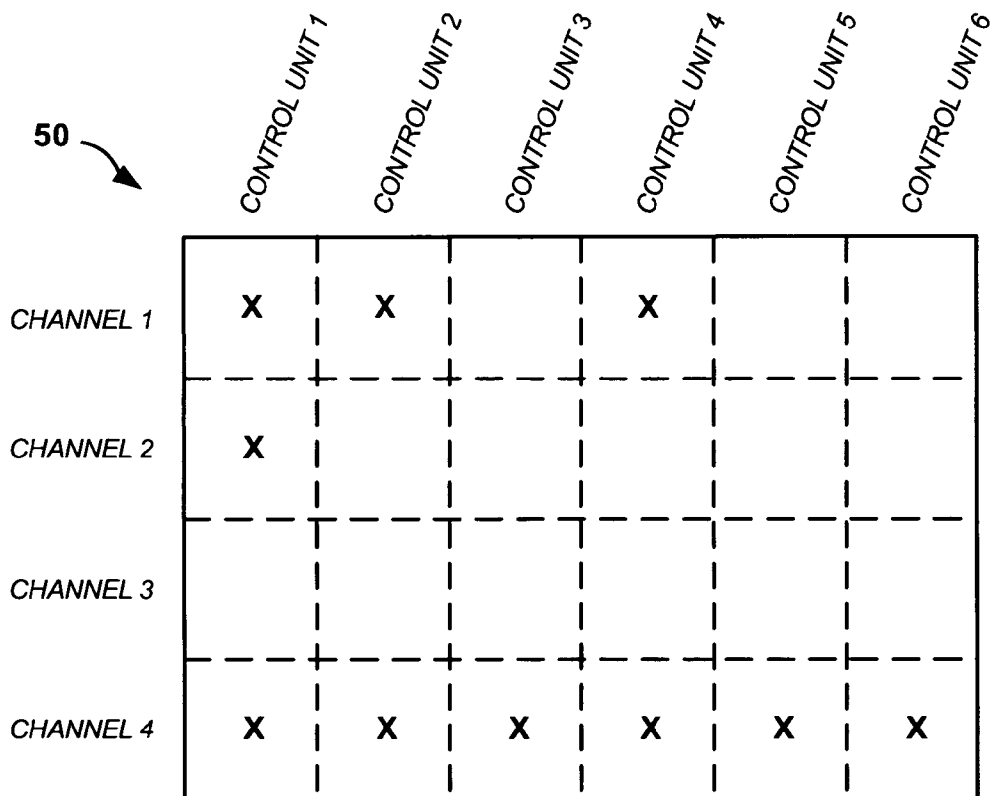 CONTROL UNIT 1
CONTROL UNIT 2
CONTROL UNIT 3
CONTROL UNIT 4
CONTROL UNIT 5
CONTROL UNIT 6
50
CHANNEL 1 X X X
CHANNEL 2 X
CHANNEL 3
CHANNEL 4 X X X X X X